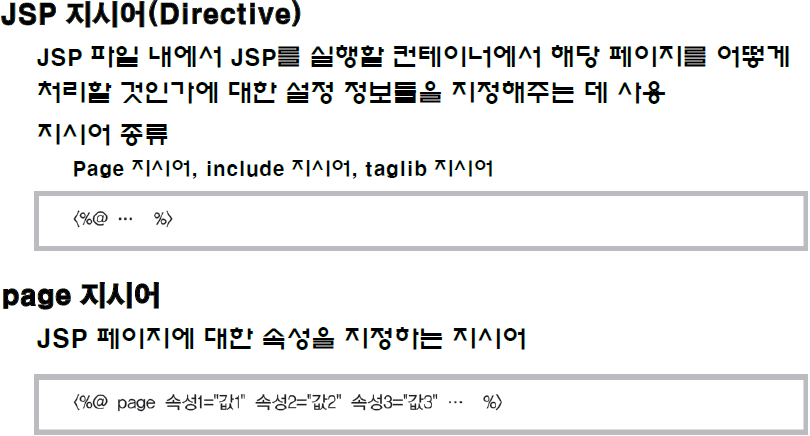 JSP 지시어(Directive)
JSP 파일 내에서 JSP를 실행할 컨테이너에서 해당 페이지를 어떻게
처리할 것인가에 대한 설정 정보들을 지정해주는 데 사용
지시어 종류
Page 지시어, include 지시어, taglib 지시어
<%@ … %>
page 지시어
JSP 페이지에 대한 속성을 지정하는 지시어
<%@ page 속성1="값1" 속성2="값2" 속성3="값3" … %>